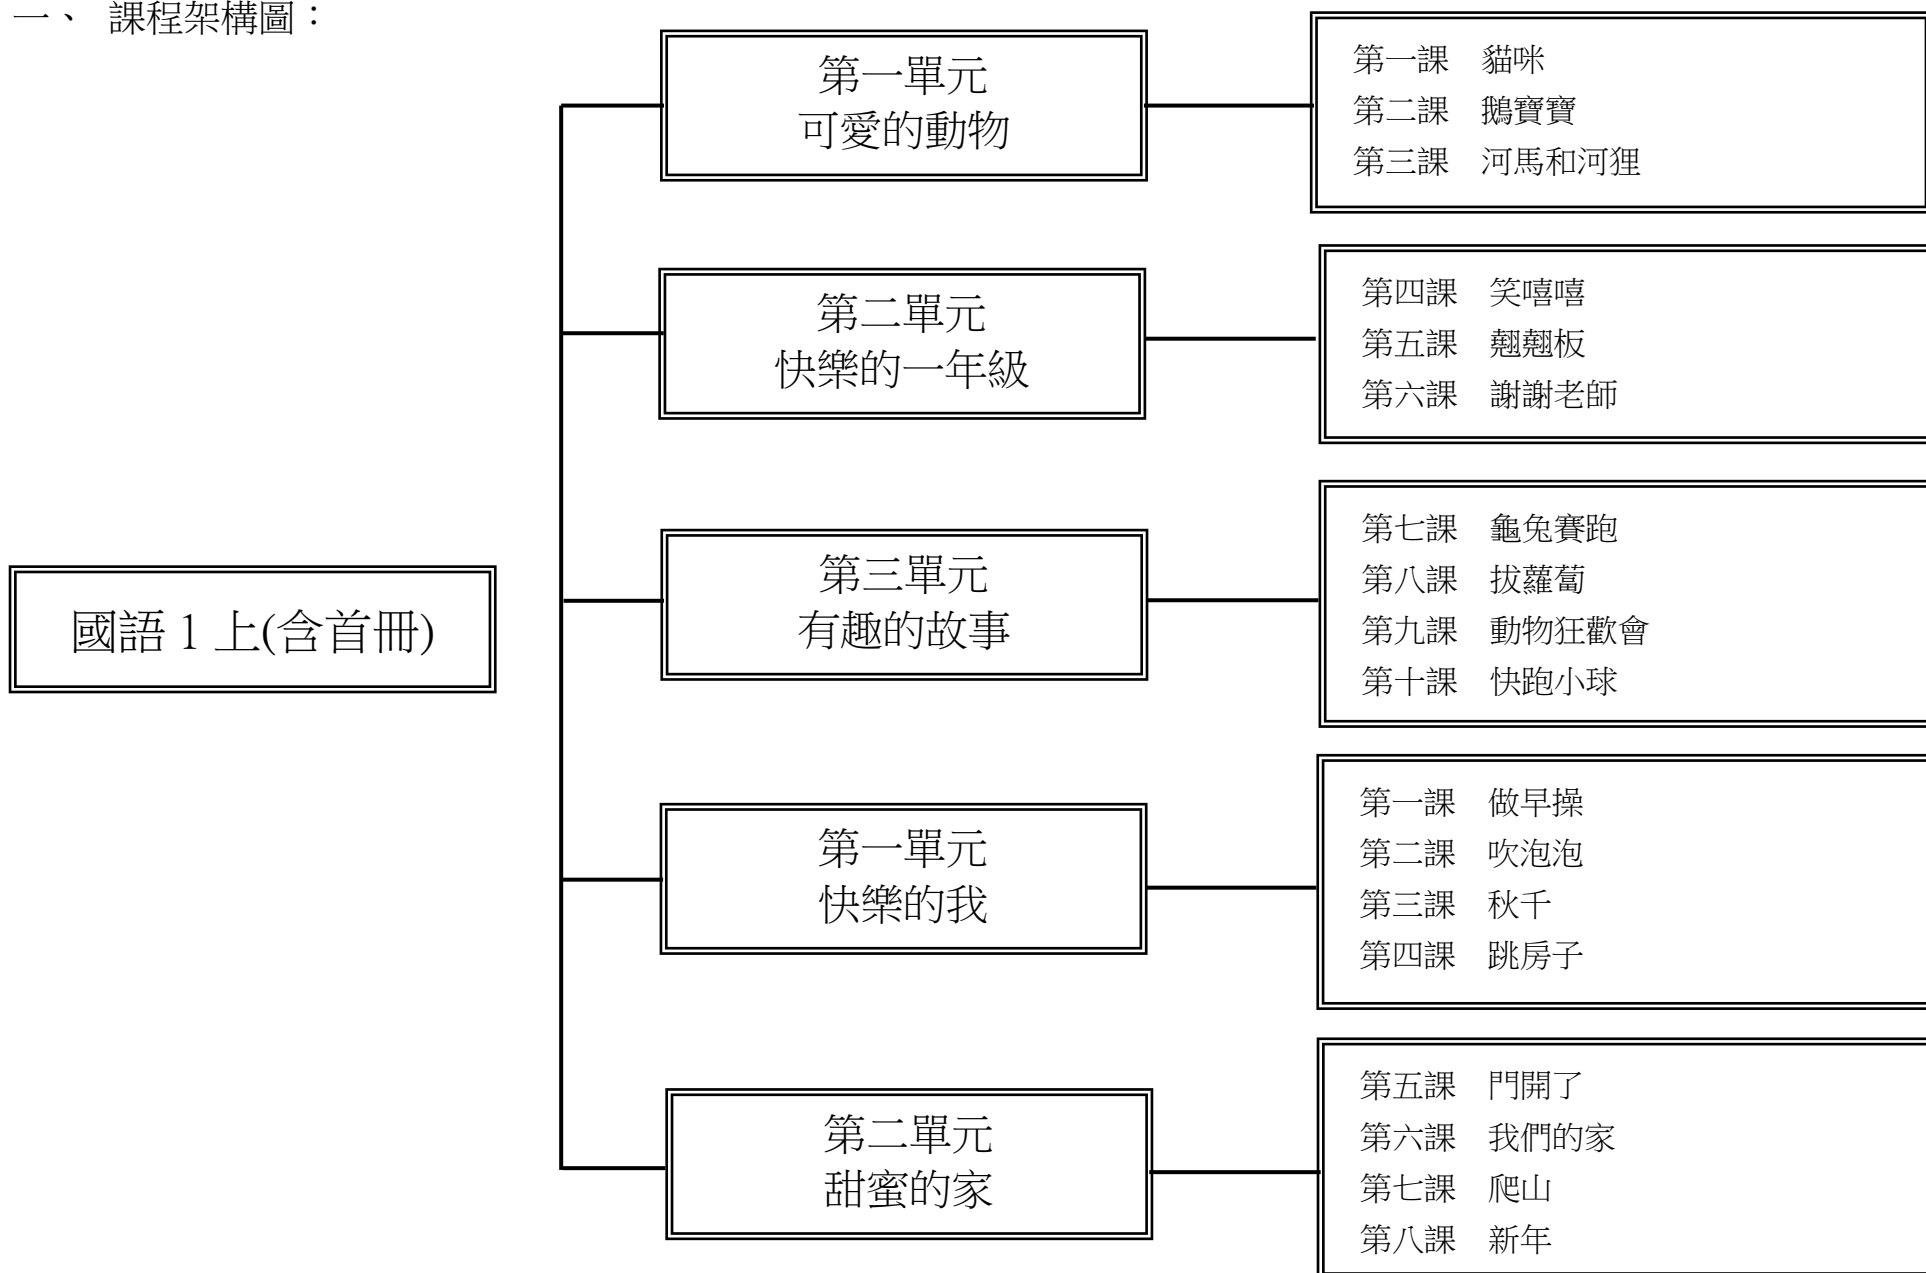 一、 課程架構圖：
國語 1 上(含首冊)
第一單元
可愛的動物
第一課 貓咪
第二課 鵝寶寶
第三課 河馬和河狸
第二單元
快樂的一年級
第四課 笑嘻嘻
第五課 翹翹板
第六課 謝謝老師
第三單元
有趣的故事
第七課 龜兔賽跑
第八課 拔蘿蔔
第九課 動物狂歡會
第十課 快跑小球
第一單元
快樂的我
第一課 做早操
第二課 吹泡泡
第三課 秋千
第四課 跳房子
第二單元
甜蜜的家
第五課 門開了
第六課 我們的家
第七課 爬山
第八課 新年